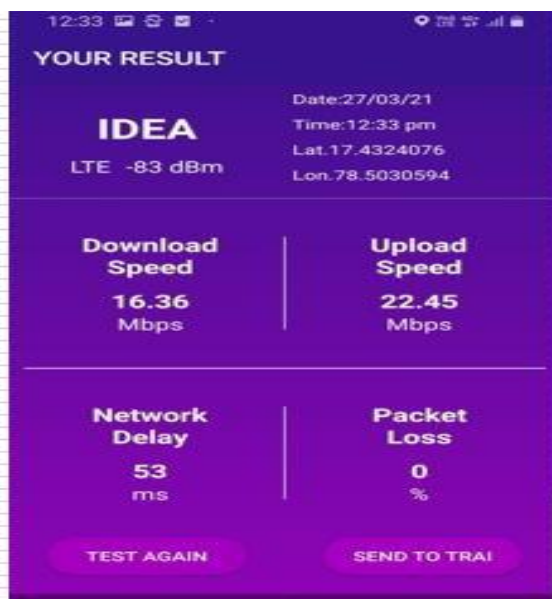 12:33
YOUR RESULT
IDEA
LTE -83 dBm
Date:27/03/21
Time:12:33 pm
Lat.17.4324076
Lon.78.5030594
Download
Speed
16.36
Mbps
Upload
Speed
22.45
Mbps
Network
Delay
53
ms
Packet
Loss
0
%
TEST AGAIN
SEND TO TRAI